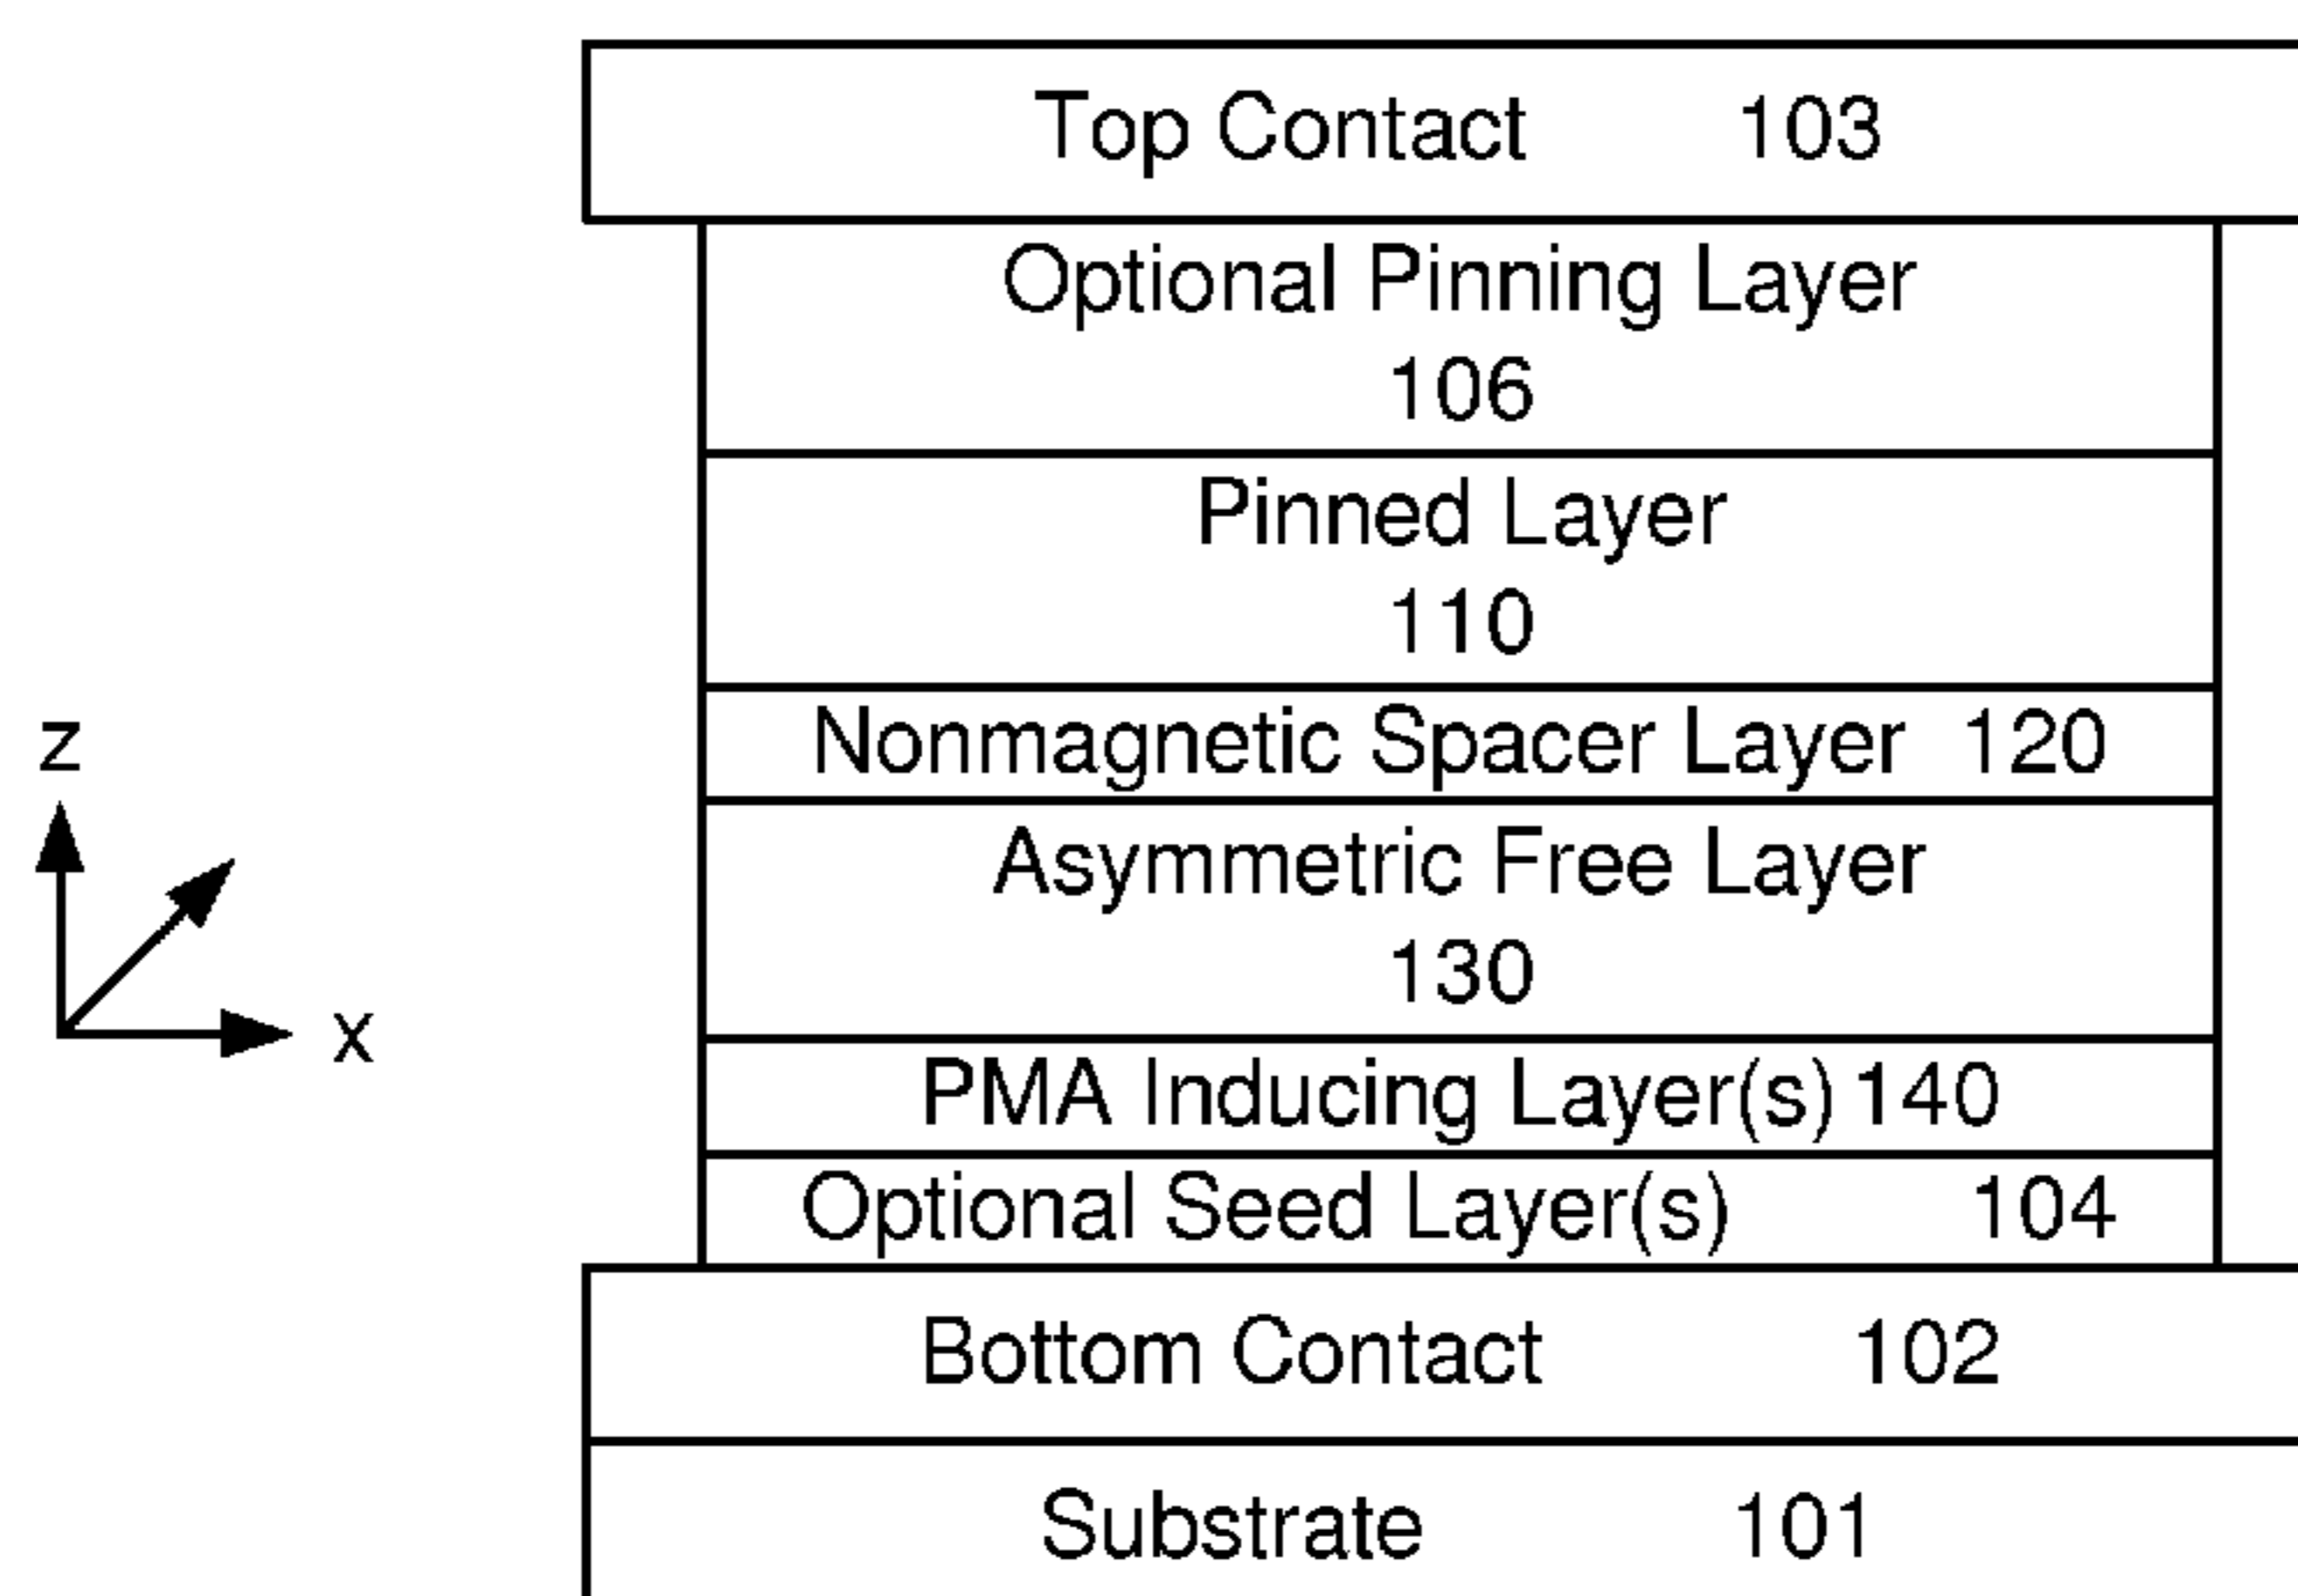 Top Contact 103
Optional Pinning Layer
106
Pinned Layer
110
Nonmagnetic Spacer Layer 120
Asymmetric Free Layer
130
PMA Inducing Layer(s) 140
Optional Seed Layer(s) 104
Bottom Contact 102
Substrate 101
z
x